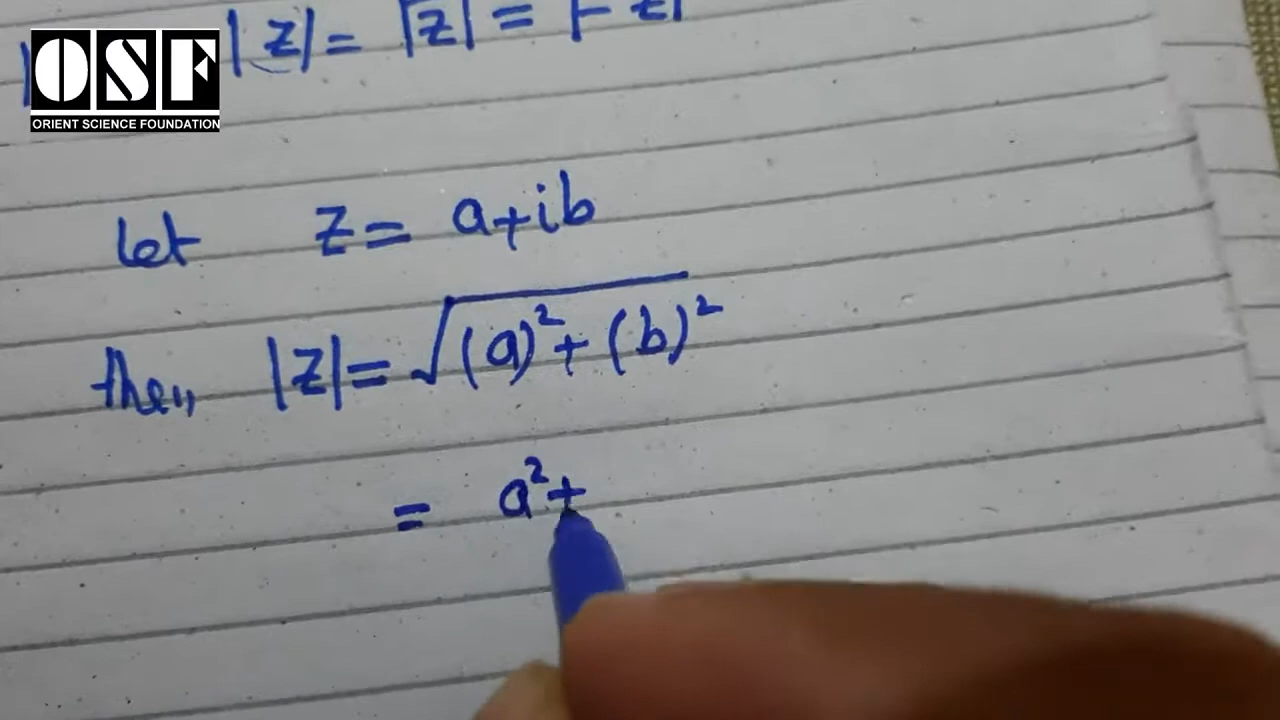 |z| = |z̅| = |-z|
OSF
ORIENT SCIENCE FOUNDATION
let z = a+ib
then, |z| = √(a)² + (b)²
= a² +